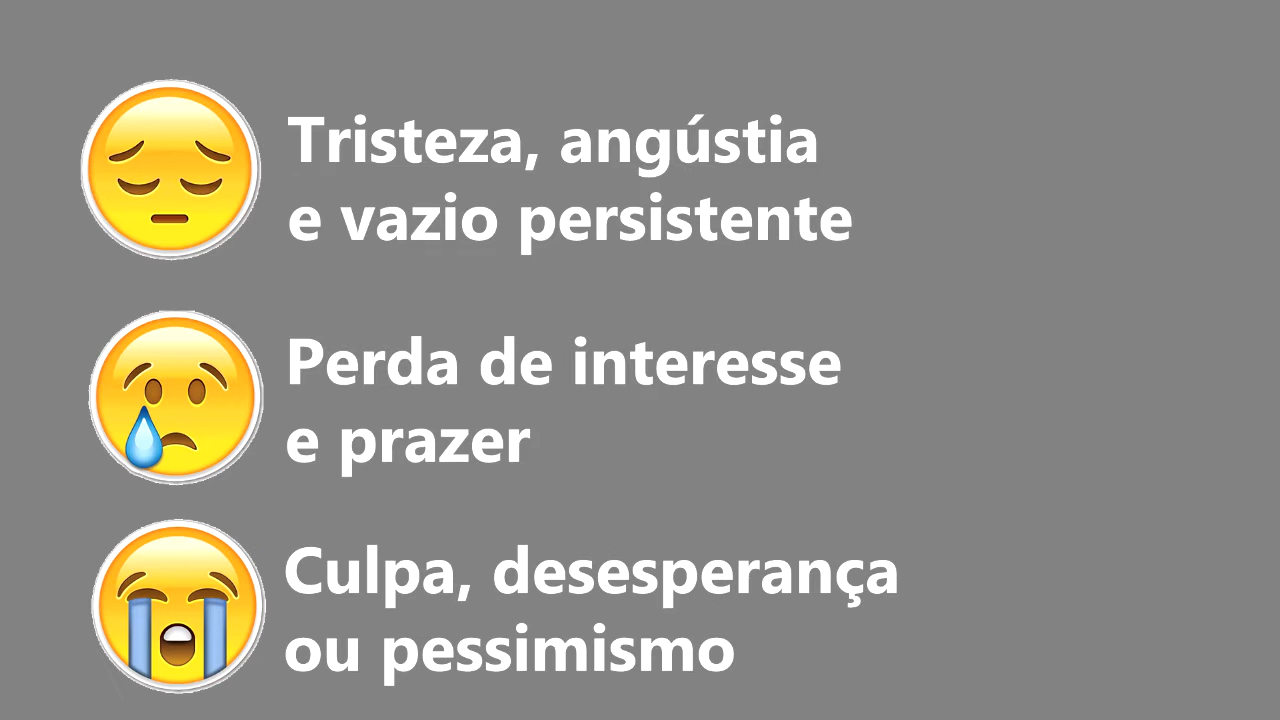 Tristeza, angústia
e vazio persistente
Perda de interesse
e prazer
Culpa, desesperança
ou pessimismo